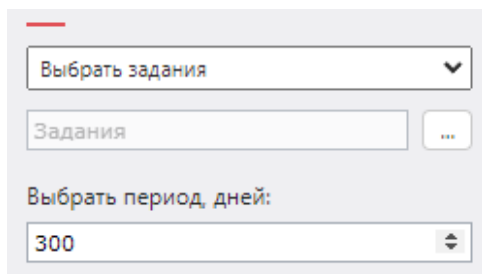 Выбрать задания
Задания
...
Выбрать период, дней:
300